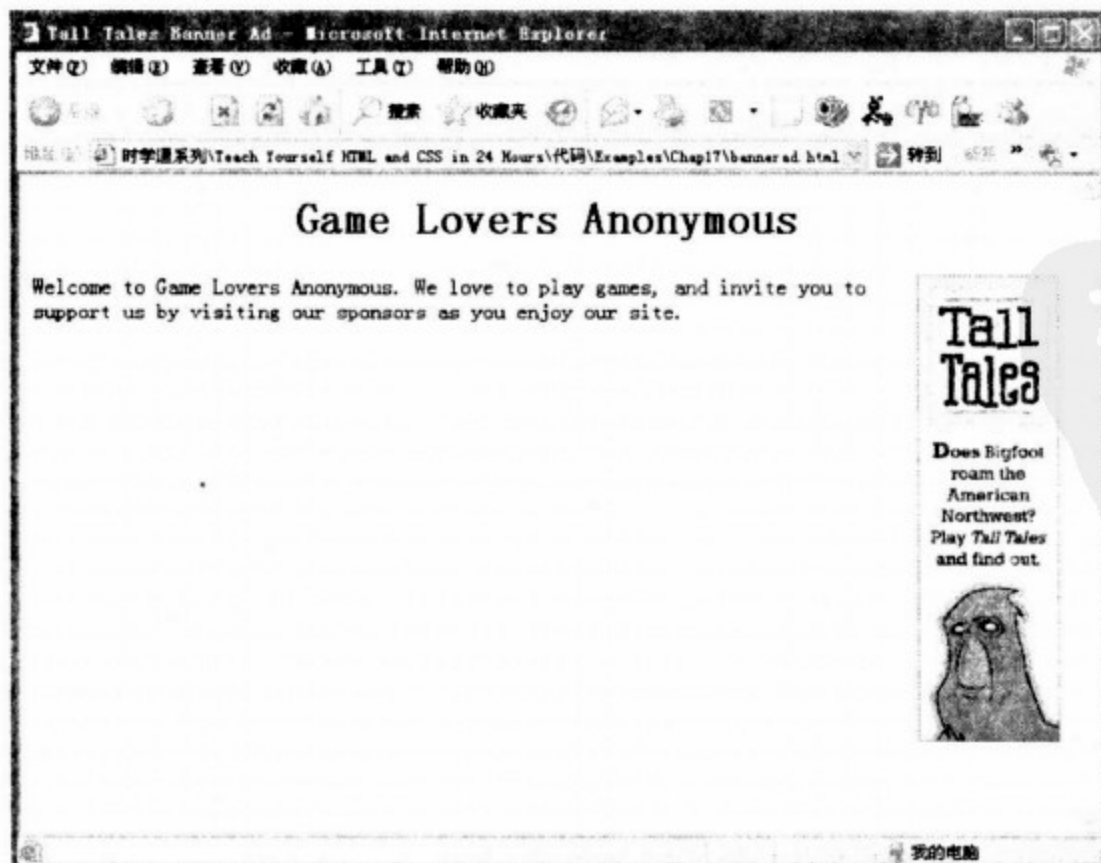 Tall Tales Banner Ad - Microsoft Internet Explorer
文件(F) 编辑(E) 查看(V) 收藏(A) 工具(T) 帮助(H)
搜索 收藏夹
时学通系列\Teach Yourself HTML and CSS in 24 Hours\代码\Examples\Chap17\bannerad html 转到 »
Game Lovers Anonymous
Welcome to Game Lovers Anonymous. We love to play games, and invite you to
support us by visiting our sponsors as you enjoy our site.
Tall
Tales
Does Bigfoot
roam the
American
Northwest?
Play Tall Tales
and find out.
我的电脑